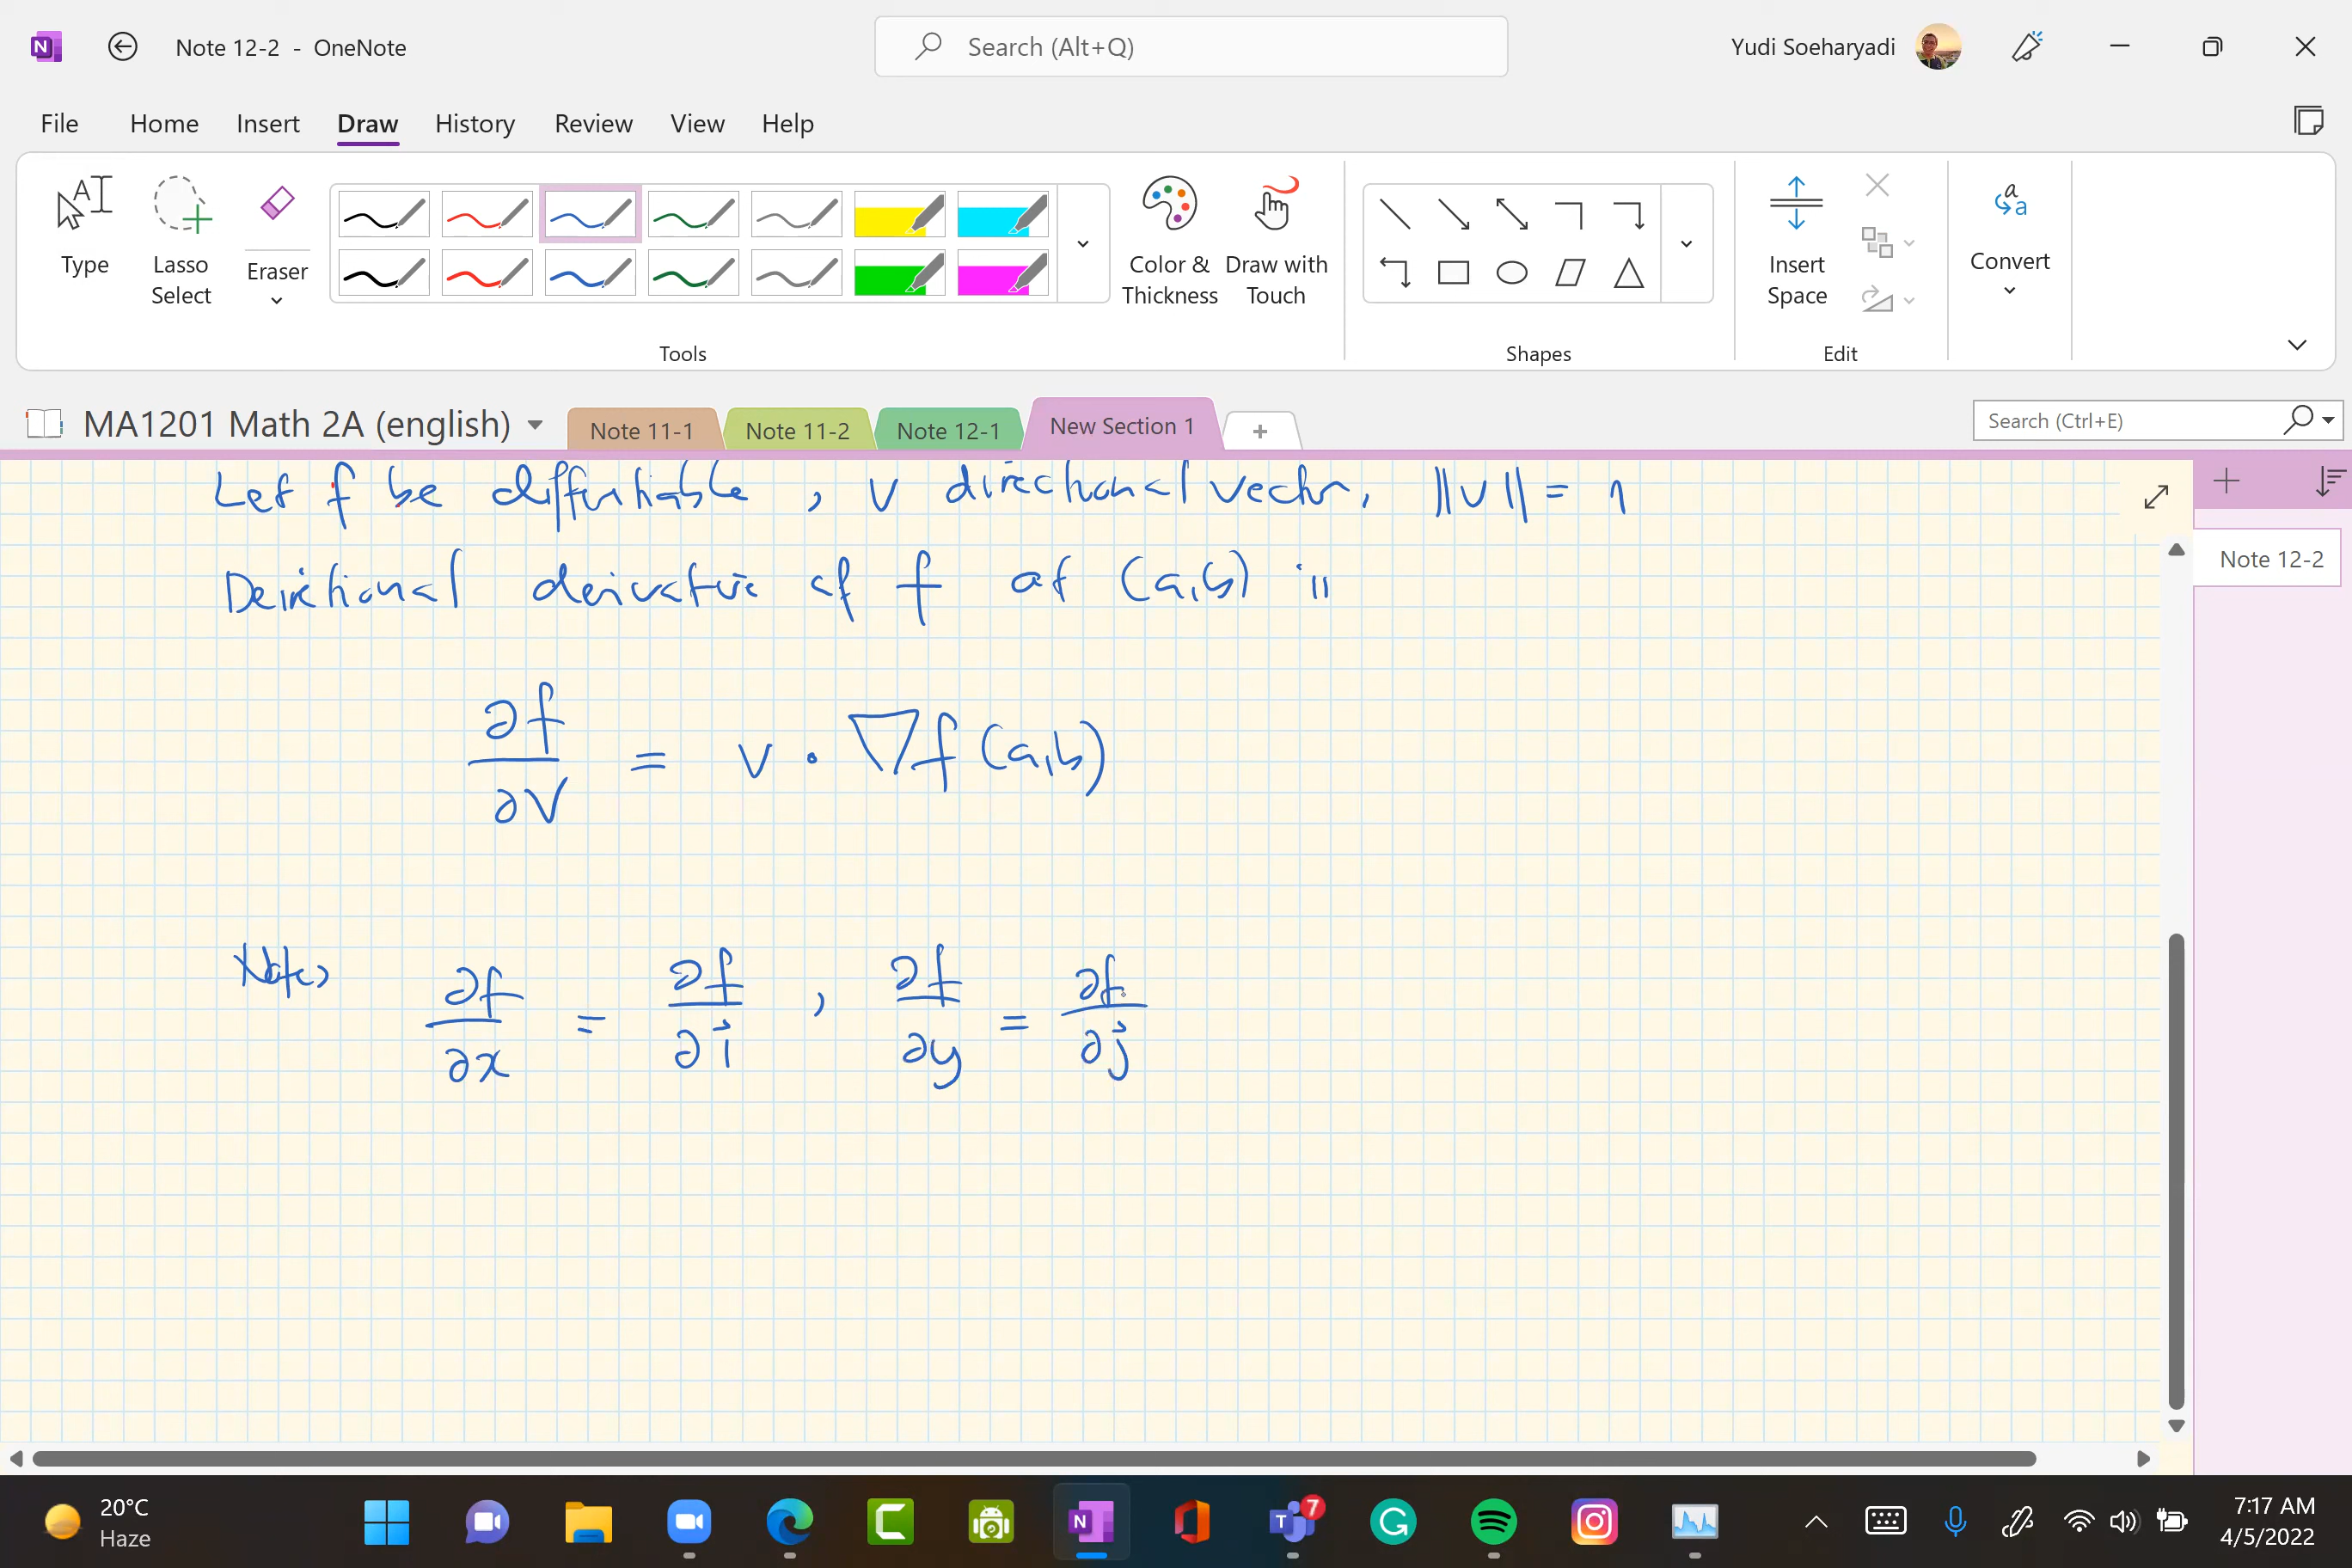 Note 12-2 - OneNote
Search (Alt+Q)
Yudi Soeharyadi
File Home Insert Draw History Review View Help
Type
Lasso Select
Eraser
Color & Thickness
Draw with Touch
Insert Space
Convert
Tools
Shapes
Edit
MA1201 Math 2A (english)
Note 11-1
Note 11-2
Note 12-1
New Section 1
Search (Ctrl+E)
Note 12-2
Let f be differentiable, v directional vector, ||v|| = 1
Directional derivative of f at (a,b) is
∂f/∂v = v · ∇f(a,b)
Notes ∂f/∂x = ∂f/∂i⃗ , ∂f/∂y = ∂f/∂j⃗
20°C
Haze
7
7:17 AM
4/5/2022